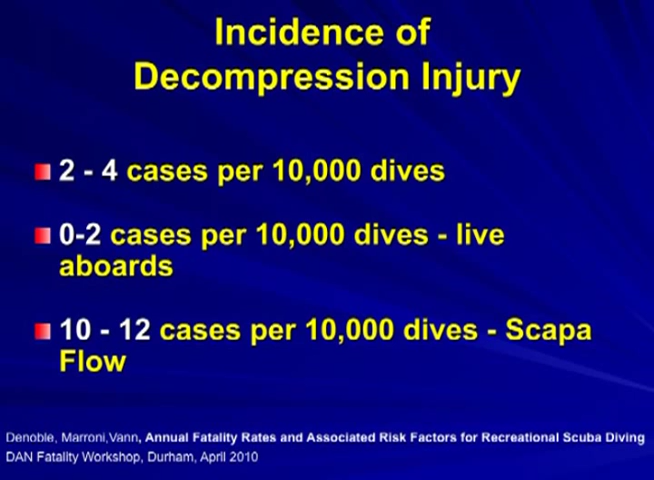 Incidence of
Decompression Injury
2 - 4 cases per 10,000 dives
0-2 cases per 10,000 dives - live
aboards
10 - 12 cases per 10,000 dives - Scapa
Flow
Denoble, Marroni,Vann, Annual Fatality Rates and Associated Risk Factors for Recreational Scuba Diving
DAN Fatality Workshop, Durham, April 2010